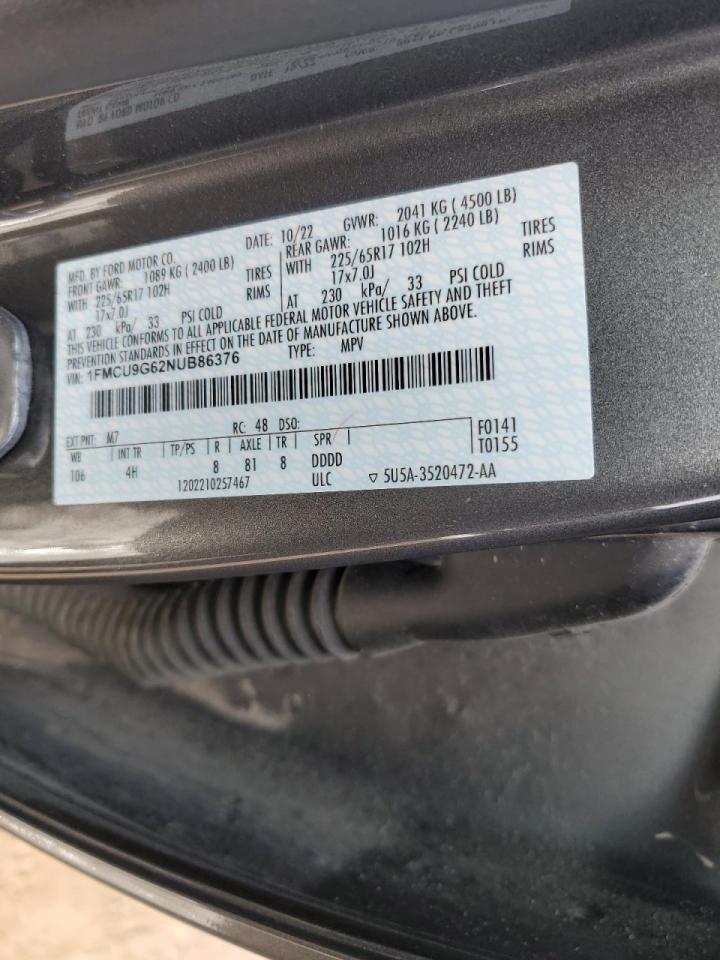 MFD. BY FORD MOTOR CO.
DATE: 10/22 GVWR: 2041 KG ( 4500 LB)
FRONT GAWR: 1089 KG ( 2400 LB) REAR GAWR: 1016 KG ( 2240 LB)
WITH 225/65R17 102H TIRES WITH 225/65R17 102H TIRES
17x7.0J RIMS 17x7.0J RIMS
AT 230 kPa/ 33 PSI COLD AT 230 kPa/ 33 PSI COLD
THIS VEHICLE CONFORMS TO ALL APPLICABLE FEDERAL MOTOR VEHICLE SAFETY AND THEFT
PREVENTION STANDARDS IN EFFECT ON THE DATE OF MANUFACTURE SHOWN ABOVE.
VIN: 1FMCU9G62NUB86376 TYPE: MPV
EXT PNT: M7 RC: 48 DSO: F0141
WB INT TR TP/PS R AXLE TR SPR T0155
T06 4H 8 81 8 DDDD
1202210257467 ULC ▽ 5U5A-3520472-AA